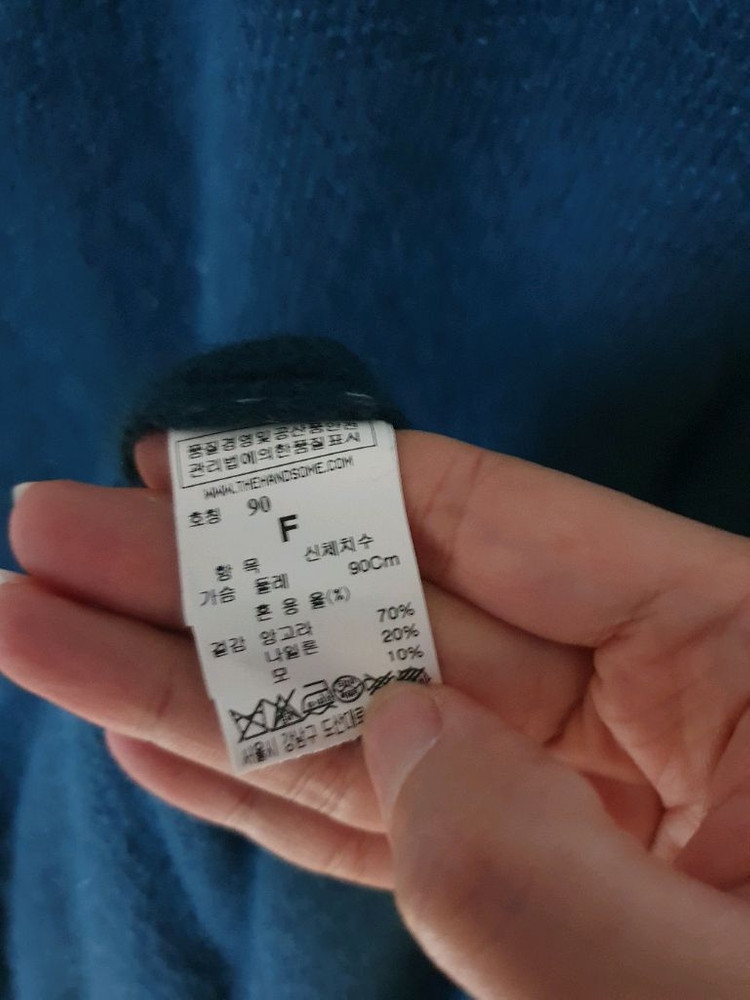 품질경영및공산품안전
관리법에의한품질표시
WWW.THEHANDSOME.COM
호칭 90
F
항 목 신체치수
가슴 둘레 90Cm
혼 용 율(%)
겉감 앙고라 70%
나일론 20%
모 10%